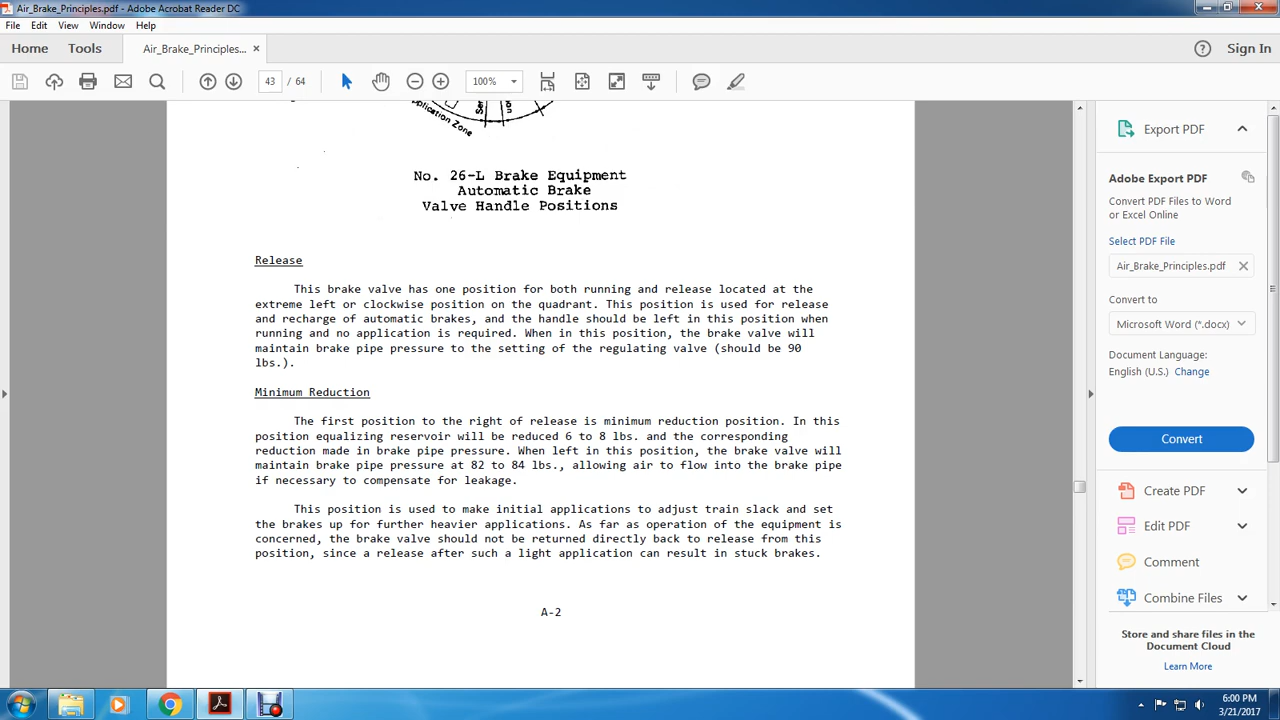 Air_Brake_Principles.pdf - Adobe Acrobat Reader DC
File Edit View Window Help
Home Tools Air_Brake_Principles... × Sign In
43 / 64 100%
Application Zone
No. 26-L Brake Equipment
Automatic Brake
Valve Handle Positions
Release
This brake valve has one position for both running and release located at the
extreme left or clockwise position on the quadrant. This position is used for release
and recharge of automatic brakes, and the handle should be left in this position when
running and no application is required. When in this position, the brake valve will
maintain brake pipe pressure to the setting of the regulating valve (should be 90
lbs.).
Minimum Reduction
The first position to the right of release is minimum reduction position. In this
position equalizing reservoir will be reduced 6 to 8 lbs. and the corresponding
reduction made in brake pipe pressure. When left in this position, the brake valve will
maintain brake pipe pressure at 82 to 84 lbs., allowing air to flow into the brake pipe
if necessary to compensate for leakage.
This position is used to make initial applications to adjust train slack and set
the brakes up for further heavier applications. As far as operation of the equipment is
concerned, the brake valve should not be returned directly back to release from this
position, since a release after such a light application can result in stuck brakes.
A-2
Export PDF
Adobe Export PDF
Convert PDF Files to Word
or Excel Online
Select PDF File
Air_Brake_Principles.pdf
Convert to
Microsoft Word (*.docx)
Document Language:
English (U.S.) Change
Convert
Create PDF
Edit PDF
Comment
Combine Files
Store and share files in the
Document Cloud
Learn More
6:00 PM
3/21/2017